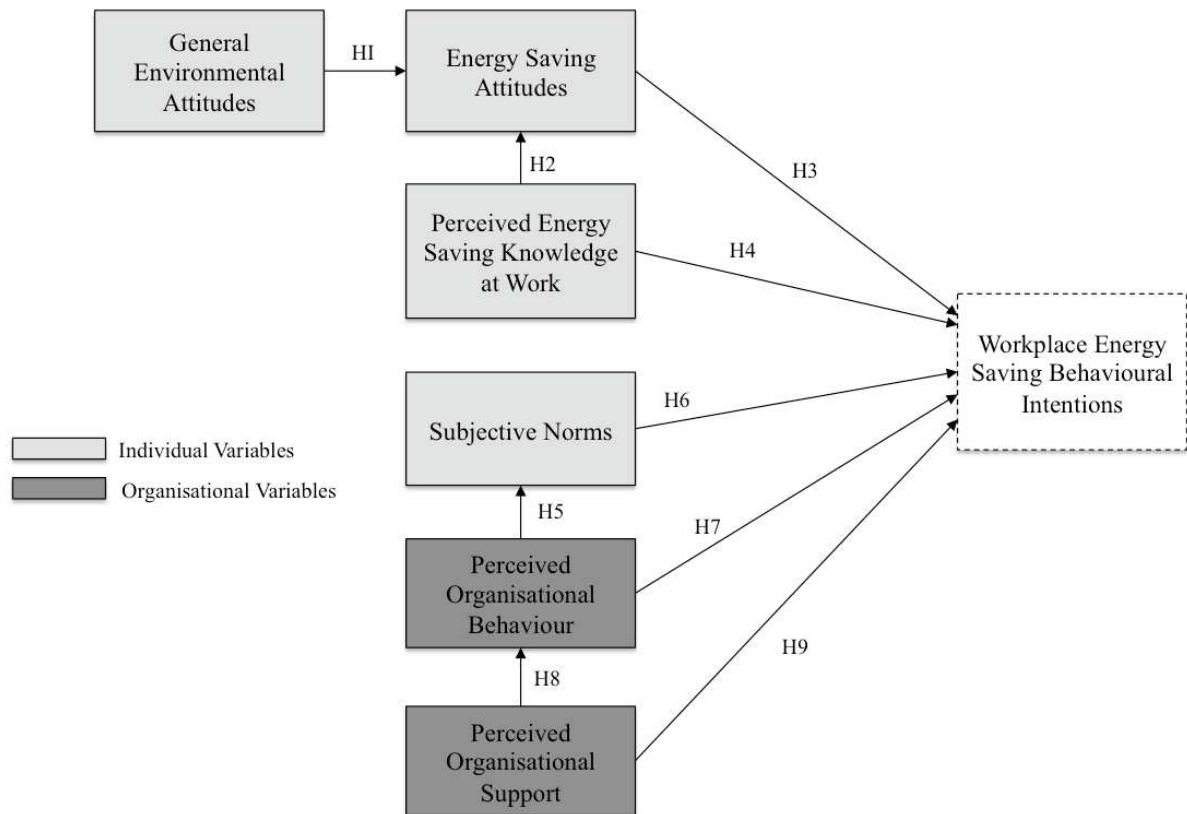 General
Environmental
Attitudes
HI
Energy Saving
Attitudes
H2
H3
Perceived Energy
Saving Knowledge
at Work
H4
Workplace Energy
Saving Behavioural
Intentions
Subjective Norms
H6
Individual Variables
Organisational Variables
H5
H7
Perceived
Organisational
Behaviour
H8
H9
Perceived
Organisational
Support